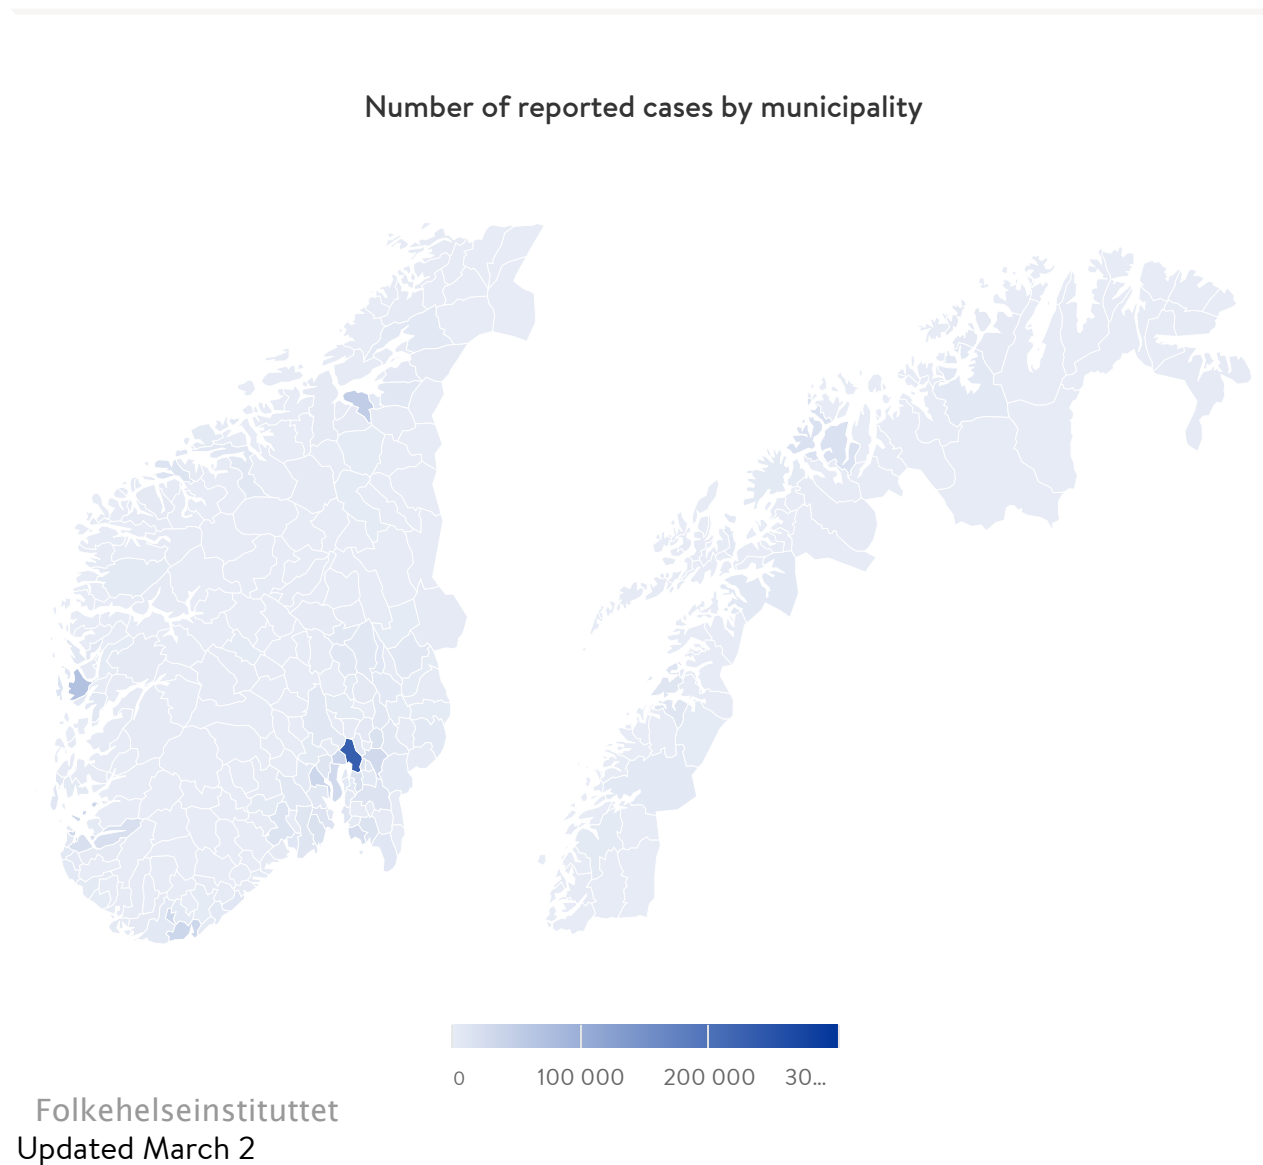 Number of reported cases by municipality
0 100 000 200 000 30...
Folkehelseinstituttet
Updated March 2